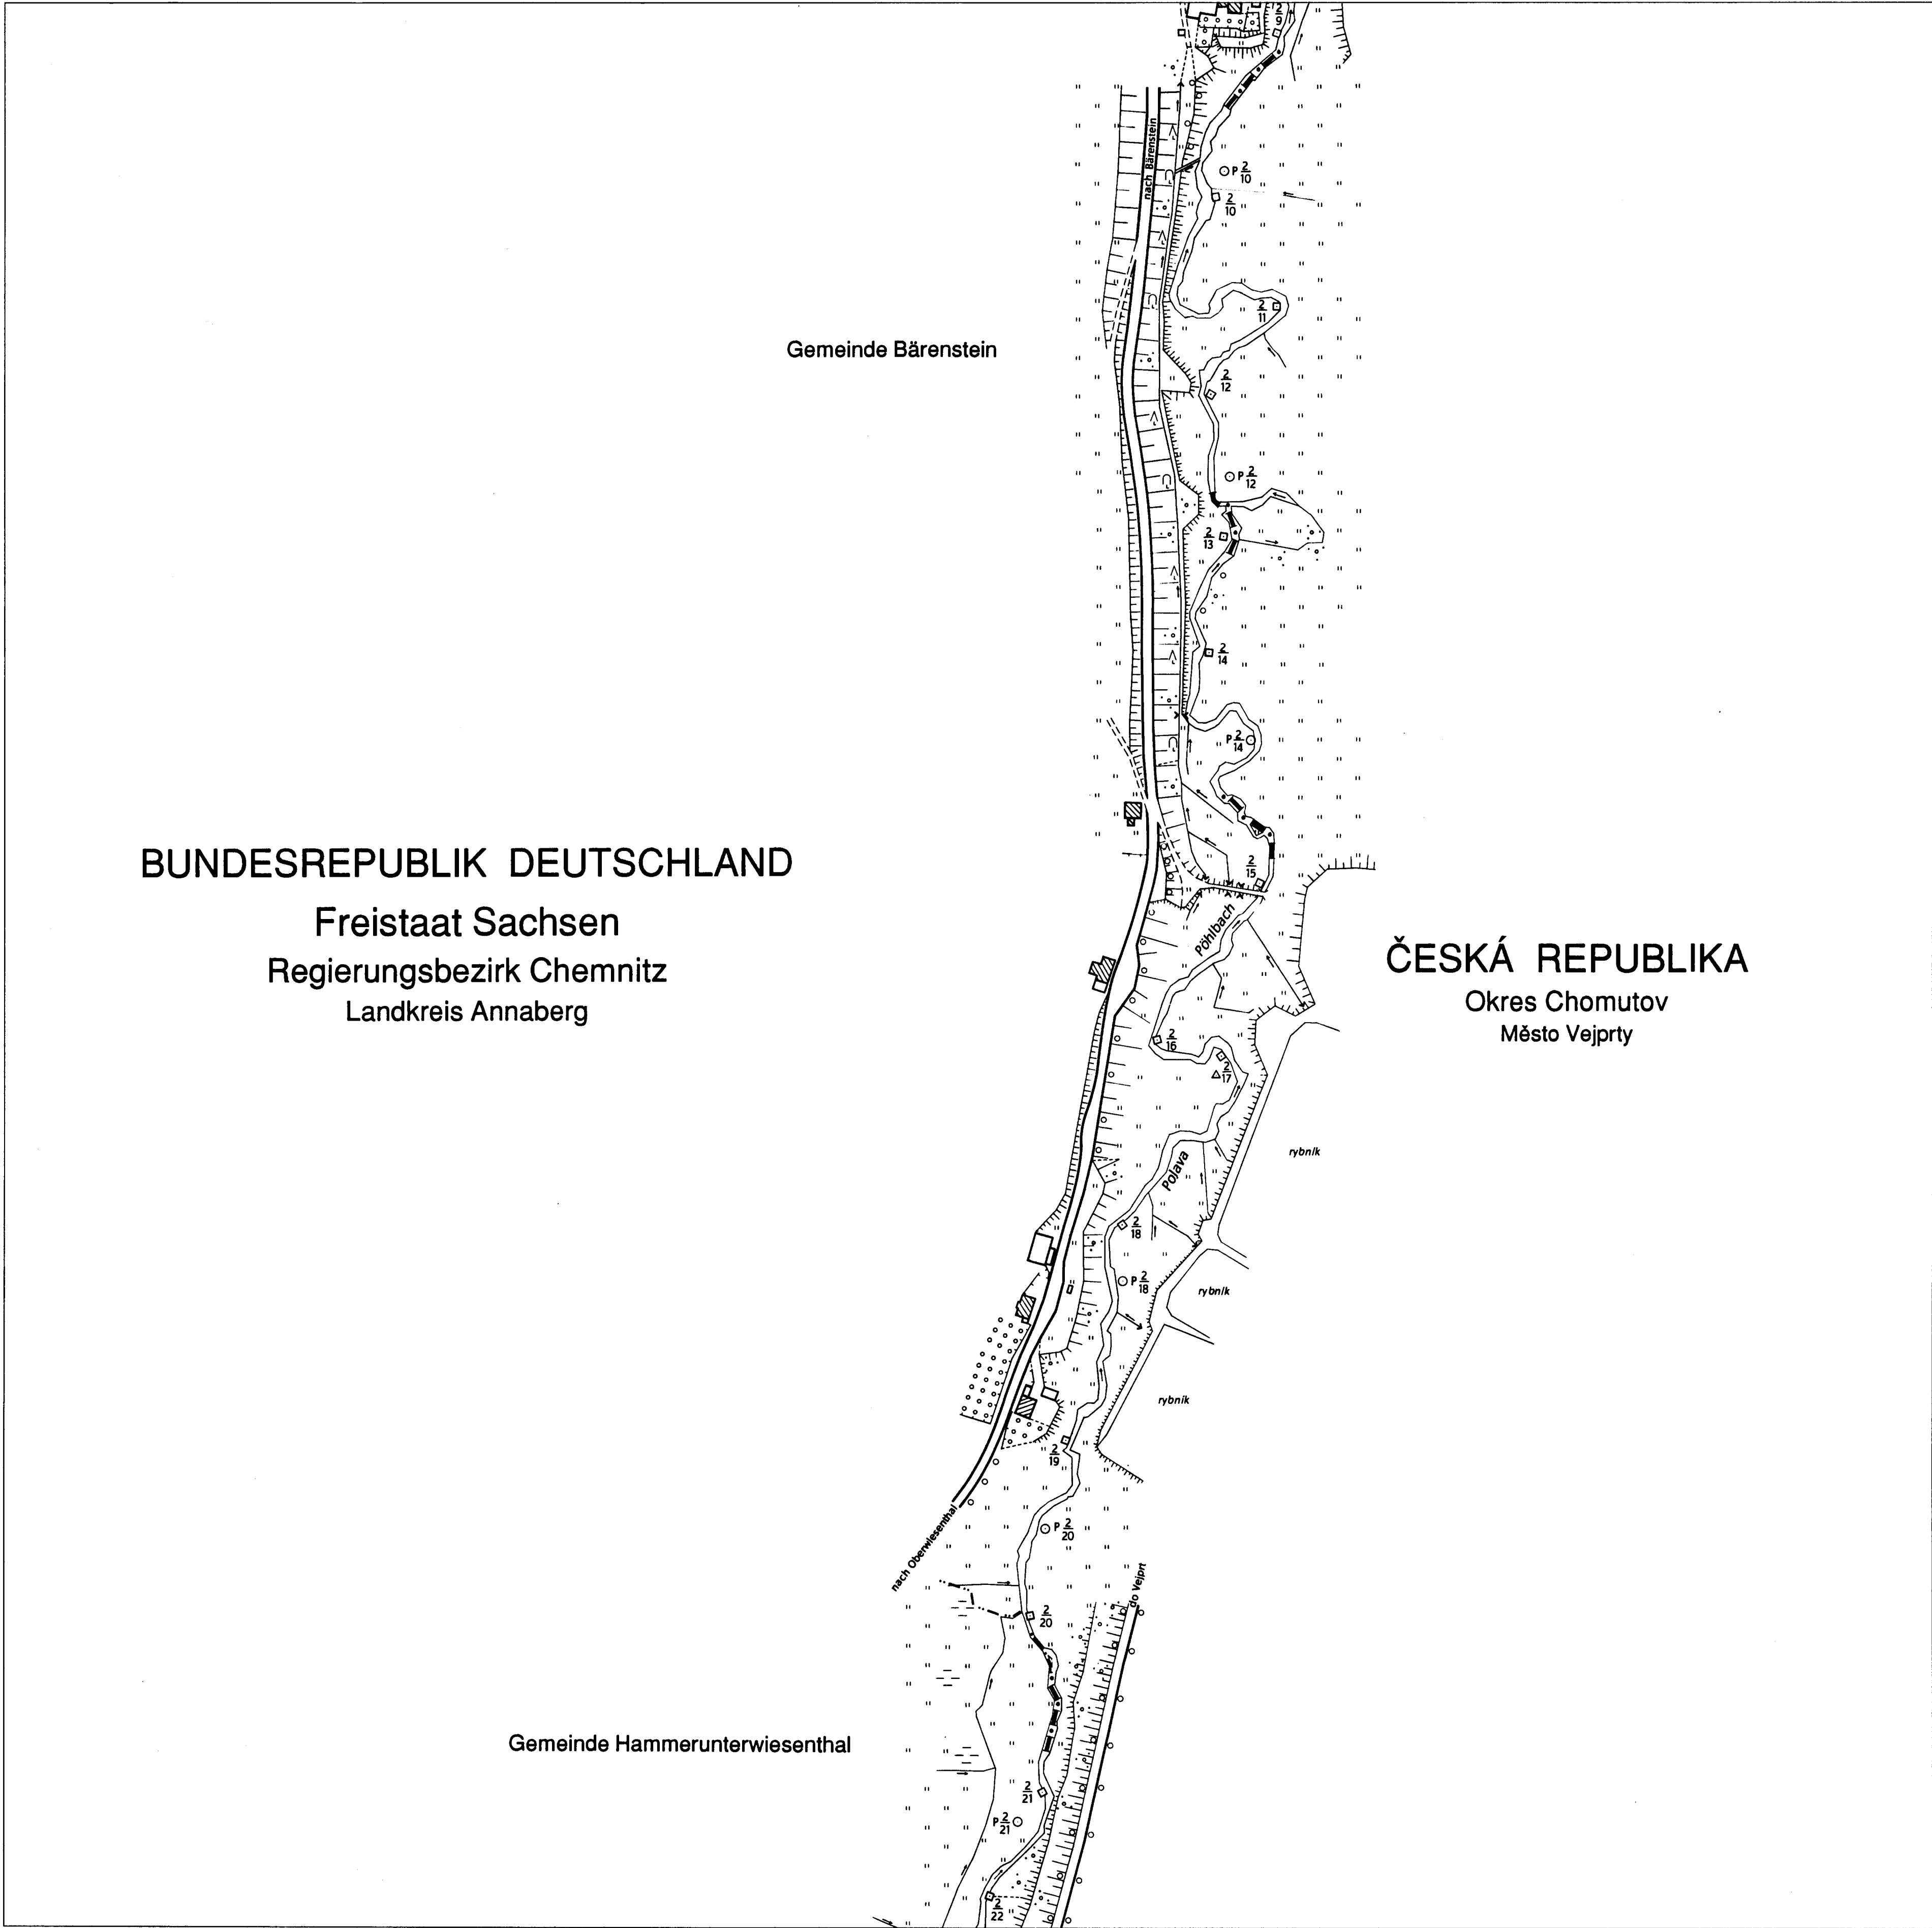 2
9
nach Bärenstein
P 2
10
2
10
2
11
Gemeinde Bärenstein
2
12
P 2
12
2
13
2
14
P 2
14
BUNDESREPUBLIK DEUTSCHLAND
Freistaat Sachsen
Regierungsbezirk Chemnitz
Landkreis Annaberg
2
15
Pöhlbach
ČESKÁ REPUBLIKA
Okres Chomutov
Město Vejprty
2
16
2
17
rybník
Polava
2
18
P 2
18
rybník
rybník
2
19
nach Oberwiesenthal
P 2
20
do Vejprt
2
20
Gemeinde Hammerunterwiesenthal
2
21
P 2
21
2
22